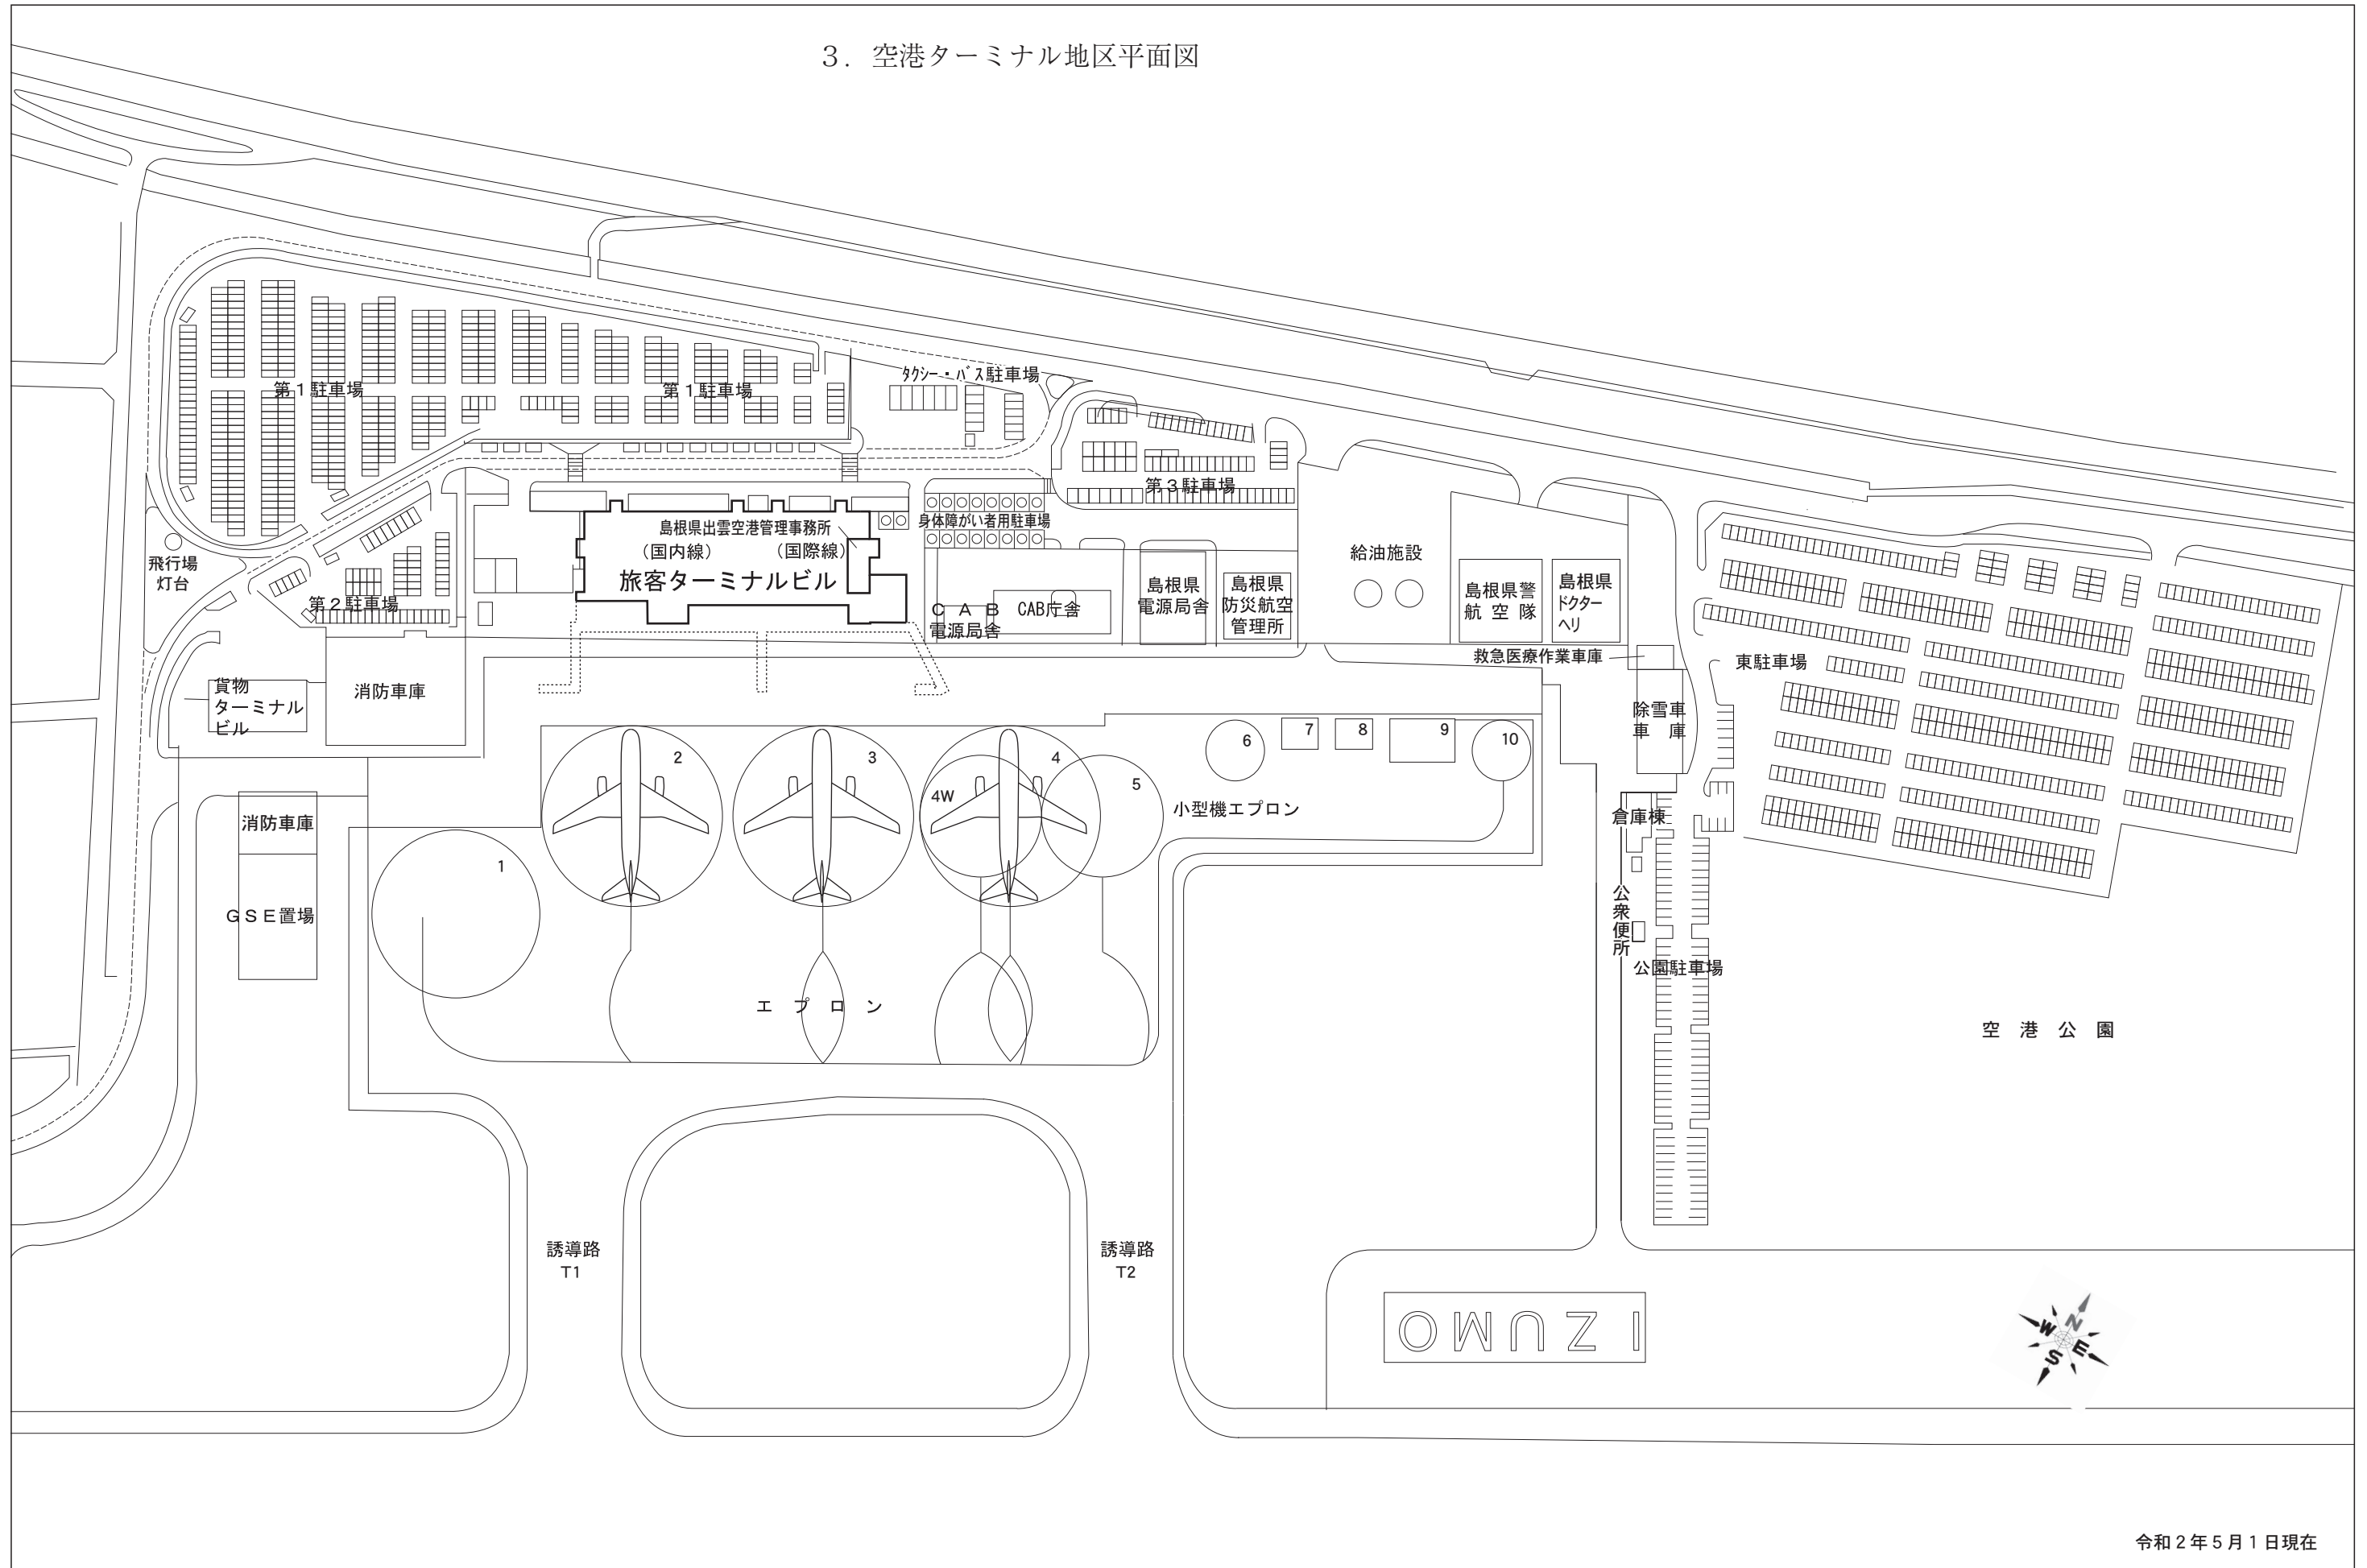 3. 空港ターミナル地区平面図
第1駐車場
第1駐車場
ﾀｸｼｰ・ﾊﾞｽ駐車場
第3駐車場
島根県出雲空港管理事務所
(国内線)
(国際線)
旅客ターミナルビル
身体障がい者用駐車場
飛行場
灯台
第2駐車場
CAB
電源局舎
CAB庁舎
島根県
電源局舎
島根県
防災航空
管理所
給油施設
島根県警
航空隊
島根県
ﾄﾞｸﾀｰ
ﾍﾘ
救急医療作業車庫
東駐車場
貨物
ターミナル
ビル
消防車庫
除雪車
車庫
1
2
3
4
4W
5
6
7
8
9
10
小型機エプロン
消防車庫
GSE置場
倉庫棟
公衆便所
公園駐車場
エプロン
空港公園
誘導路
T1
誘導路
T2
IZUMO
N
W
E
S
令和2年5月1日現在